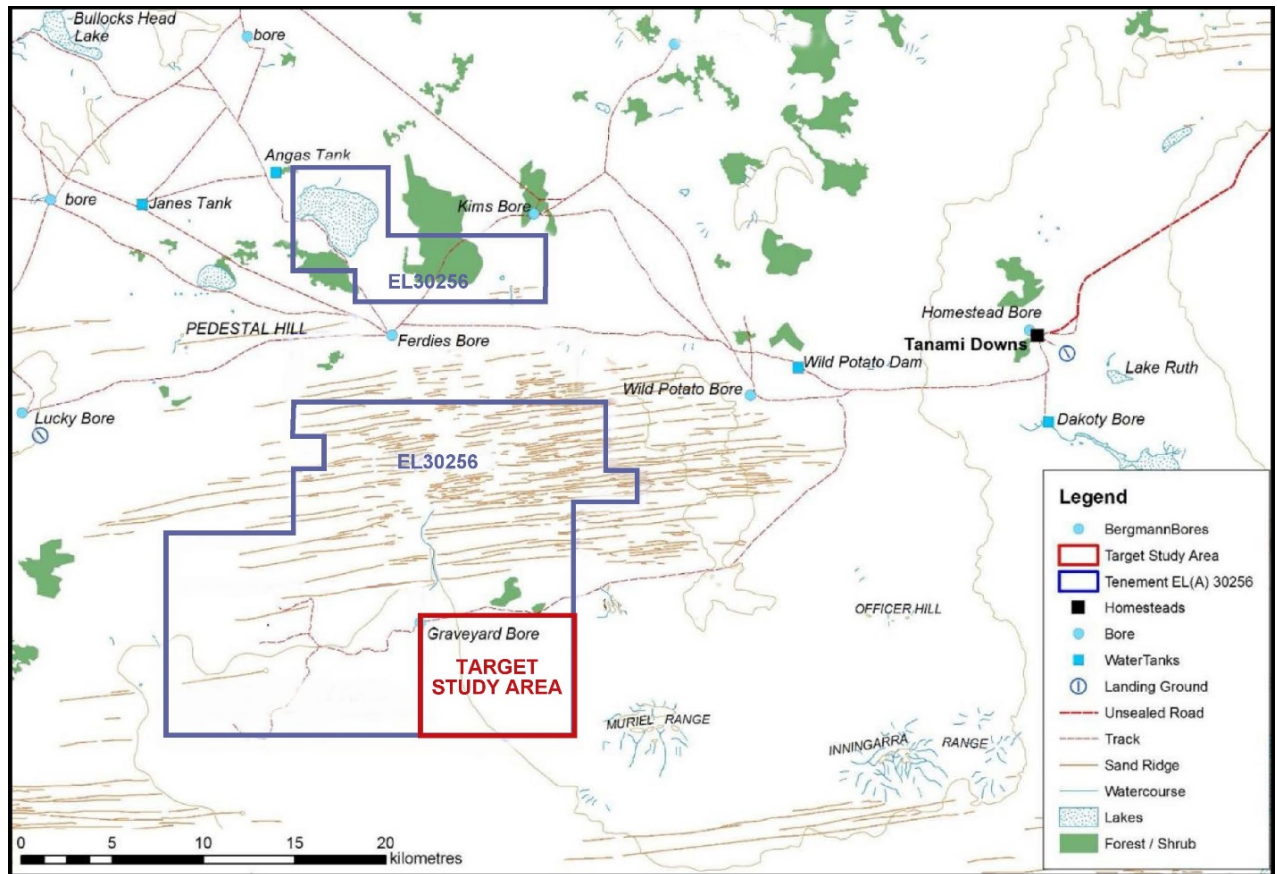 Bullocks Head
Lake
bore
Angas Tank
bore
Janes Tank
Kims Bore
EL30256
PEDESTAL HILL
Ferdies Bore
Homestead Bore
Tanami Downs
Wild Potato Dam
Lake Ruth
Wild Potato Bore
Lucky Bore
Dakoty Bore
EL30256
Graveyard Bore
TARGET
STUDY AREA
OFFICER HILL
MURIEL RANGE
INNINGARRA RANGE
Legend
BergmannBores
Target Study Area
Tenement EL(A) 30256
Homesteads
Bore
WaterTanks
Landing Ground
Unsealed Road
Track
Sand Ridge
Watercourse
Lakes
Forest / Shrub
0 5 10 15 20
kilometres